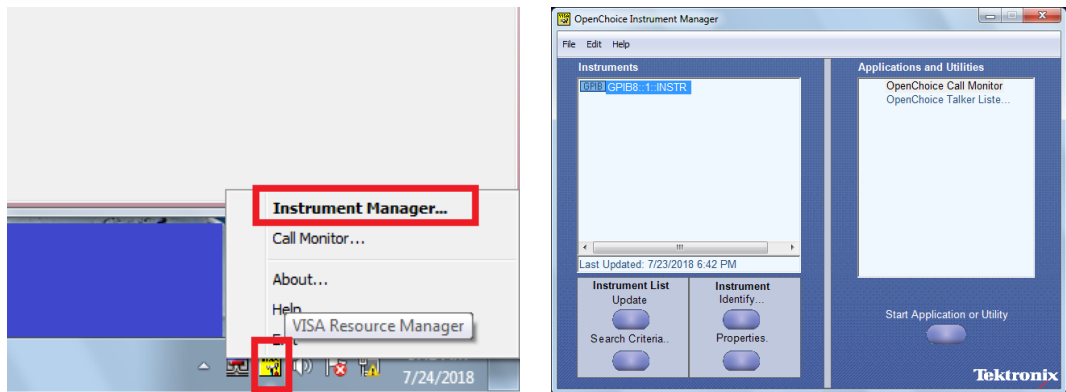 Instrument Manager...
Call Monitor...
About...
Help
VISA Resource Manager
7/24/2018
OpenChoice Instrument Manager
File Edit Help
Instruments
GPIB GPIB8::1::INSTR
Last Updated: 7/23/2018 6:42 PM
Instrument List
Update
Search Criteria..
Instrument
Identify...
Properties.
Applications and Utilities
OpenChoice Call Monitor
OpenChoice Talker Liste...
Start Application or Utility
Tektronix